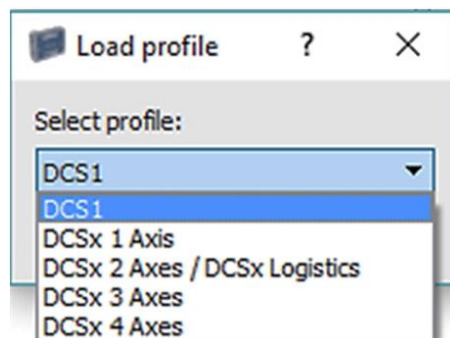 Load profile ?
Select profile:
DCS1
DCS1
DCSx 1 Axis
DCSx 2 Axes / DCSx Logistics
DCSx 3 Axes
DCSx 4 Axes